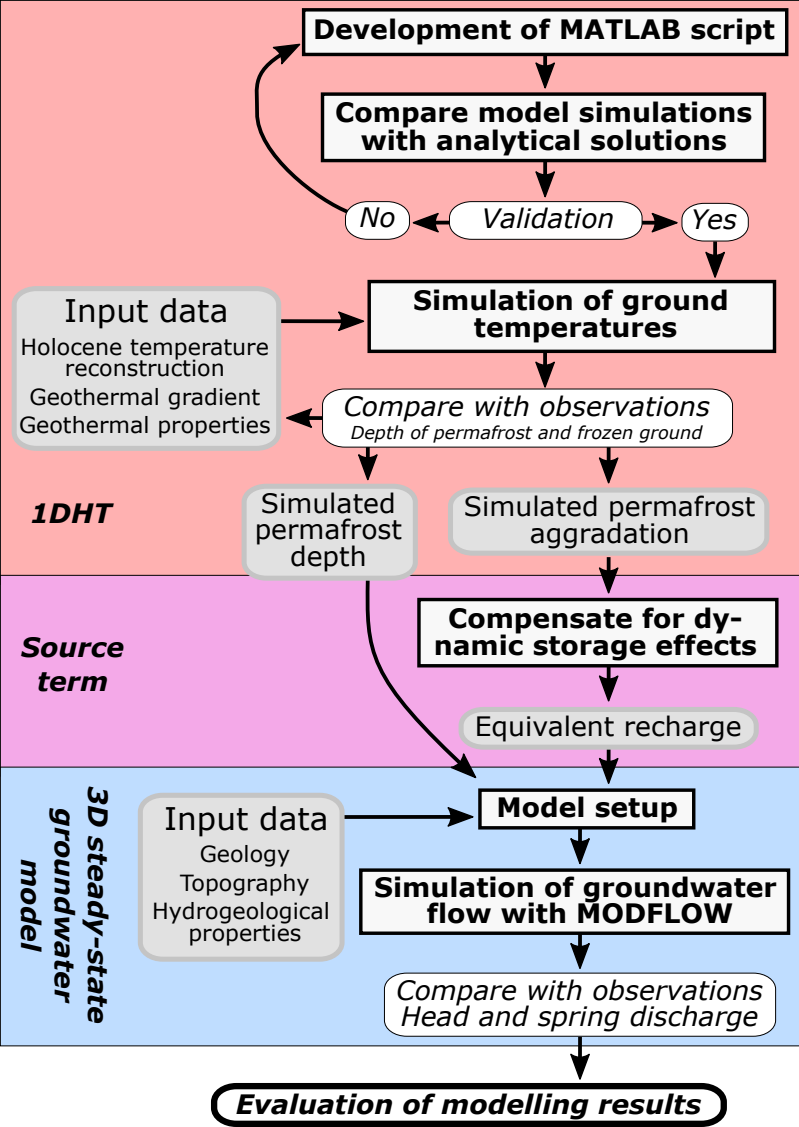 Development of MATLAB script
Compare model simulations
with analytical solutions
No
Validation
Yes
Input data
Holocene temperature
reconstruction
Geothermal gradient
Geothermal properties
Simulation of ground
temperatures
Compare with observations
Depth of permafrost and frozen ground
1DHT
Simulated
permafrost
depth
Simulated permafrost
aggradation
Source
term
Compensate for dy-
namic storage effects
Equivalent recharge
3D steady-state
groundwater
model
Input data
Geology
Topography
Hydrogeological
properties
Model setup
Simulation of groundwater
flow with MODFLOW
Compare with observations
Head and spring discharge
Evaluation of modelling results